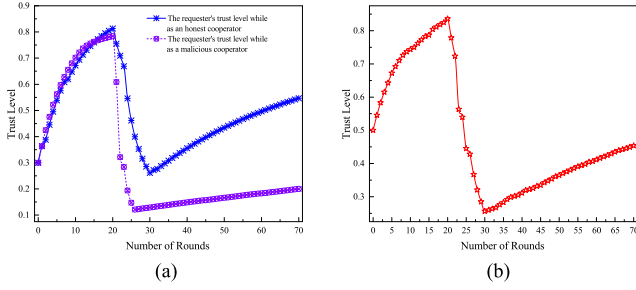 0.9
0.8
0.7
0.6
0.5
0.4
0.3
0.2
0.1
The requester's trust level while
as an honest cooperator
The requester's trust level while
as a malicious cooperator
Trust Level
0 10 20 30 40 50 60 70
Number of Rounds
(a)
0.8
0.7
0.6
0.5
0.4
0.3
Trust Level
0 5 10 15 20 25 30 35 40 45 50 55 60 65 70
Number of Rounds
(b)